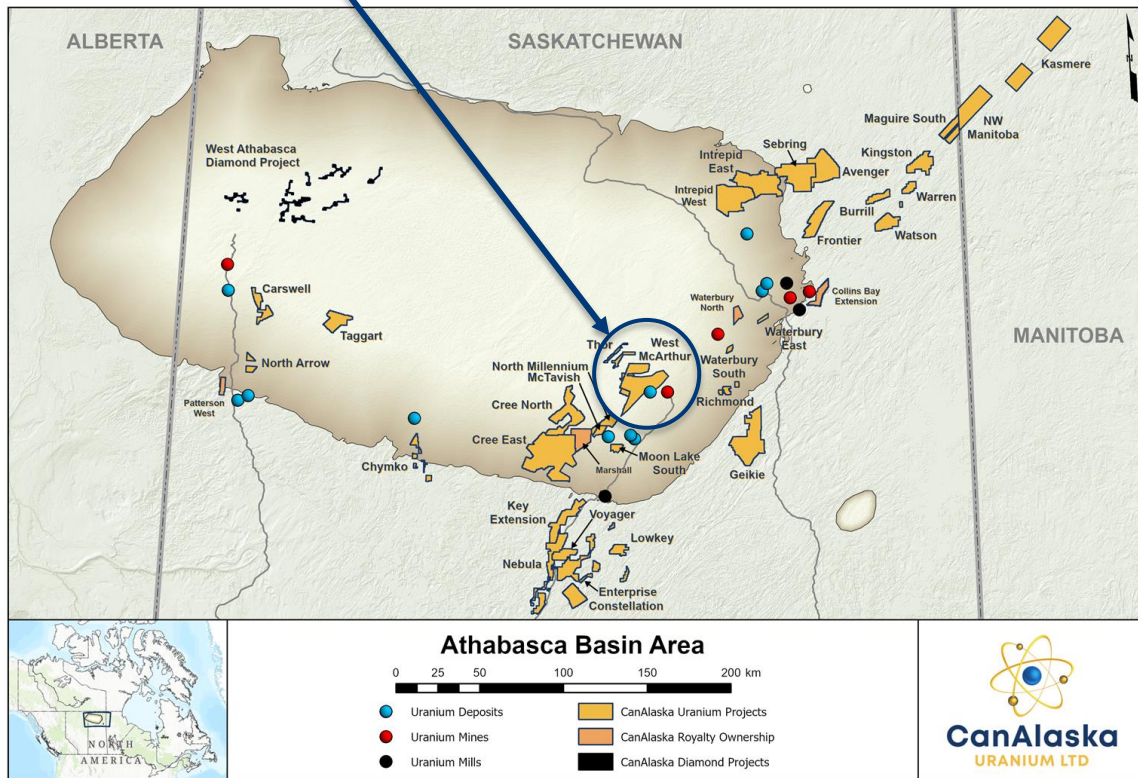 ALBERTA
SASKATCHEWAN
N
Kasmere
Maguire South
NW
Manitoba
Sebring
Kingston
West Athabasca
Diamond Project
Intrepid
East
Avenger
Intrepid
West
Warren
Burrill
Frontier
Watson
Carswell
Waterbury
North
Collins Bay
Extension
Taggart
Waterbury
East
MANITOBA
Thor
West
McArthur
North Arrow
North Millennium
McTavish
Waterbury
South
Patterson
West
Cree North
Richmond
Cree East
Moon Lake
South
Chymko
Marshall
Geikie
Key
Extension
Voyager
Lowkey
Nebula
Enterprise
Constellation
Athabasca Basin Area
0 25 50 100 150 200 km
Uranium Deposits
CanAlaska Uranium Projects
Uranium Mines
CanAlaska Royalty Ownership
Uranium Mills
CanAlaska Diamond Projects
NORTH
AMERICA
CanAlaska
URANIUM LTD